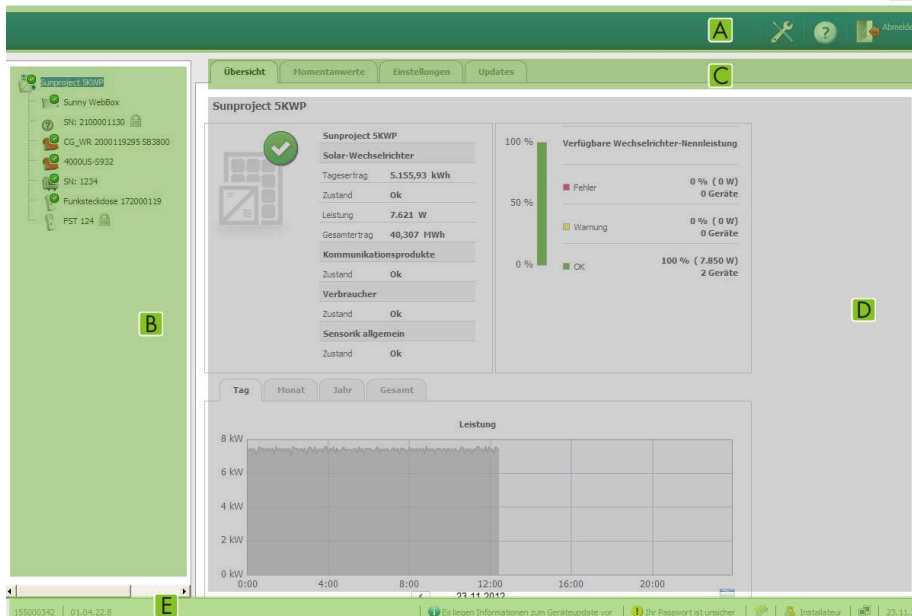 A
Abmelde
Sunproject 5KWP
Sunny WebBox
SN: 2100001130
CG_WR 2000119295 SB3800
4000US-S932
SN: 1234
Funksteckdose 172000119
FST 124
B
Übersicht
Momentanwerte
Einstellungen
Updates
C
Sunproject 5KWP
Sunproject 5KWP
Solar-Wechselrichter
Tagesertrag 5.155,93 kWh
Zustand Ok
Leistung 7.621 W
Gesamtertrag 40,307 MWh
Kommunikationsprodukte
Zustand Ok
Verbraucher
Zustand Ok
Sensorik allgemein
Zustand Ok
100 %
50 %
0 %
Verfügbare Wechselrichter-Nennleistung
Fehler 0 % ( 0 W)
0 Geräte
Warnung 0 % ( 0 W)
0 Geräte
OK 100 % ( 7.850 W)
2 Geräte
D
Tag
Monat
Jahr
Gesamt
Leistung
8 kW
6 kW
4 kW
2 kW
0 kW
0:00 4:00 8:00 12:00 16:00 20:00
23.11.2012
155000342 01.04.22.B
E
Es liegen Informationen zum Geräteupdate vor
Ihr Passwort ist unsicher
Installateur
23.11.